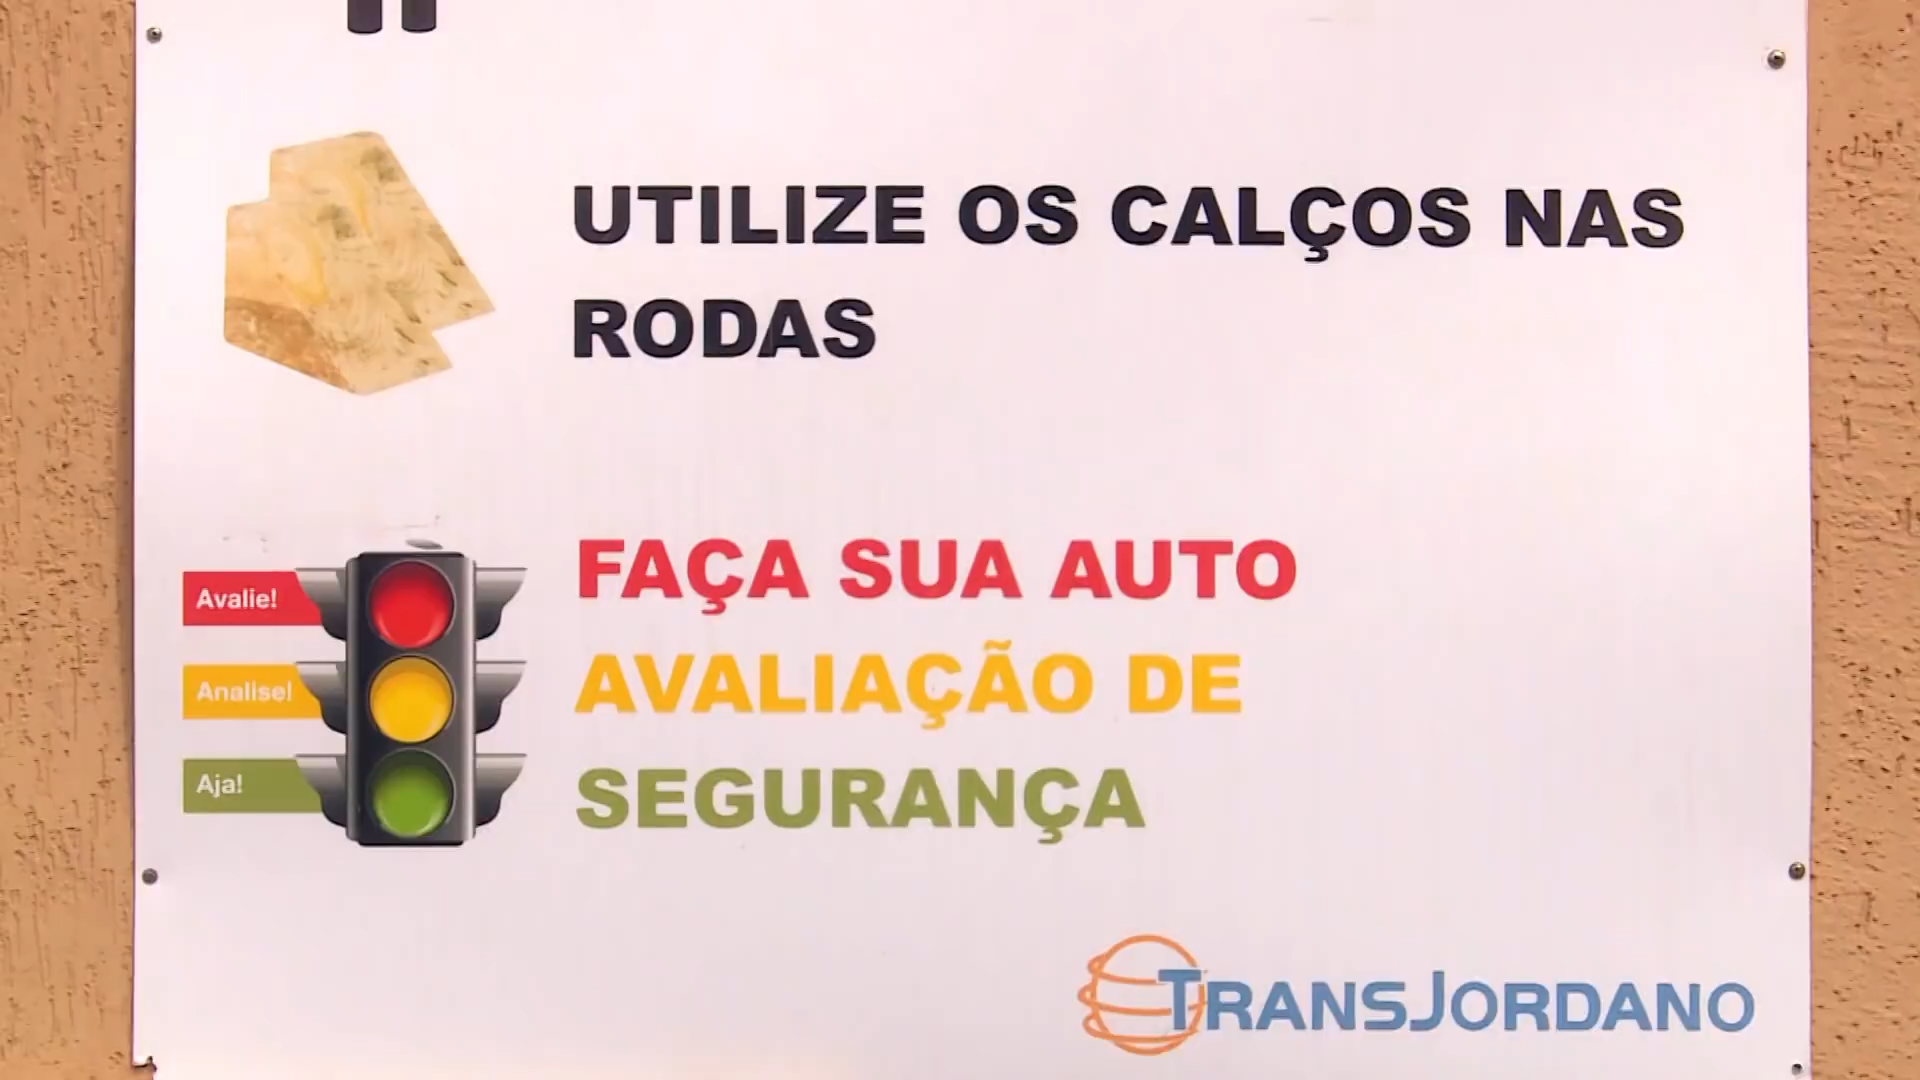 UTILIZE OS CALÇOS NAS
RODAS
Avalie!
Analise!
Aja!
FAÇA SUA AUTO
AVALIAÇÃO DE
SEGURANÇA
TRANSJORDANO